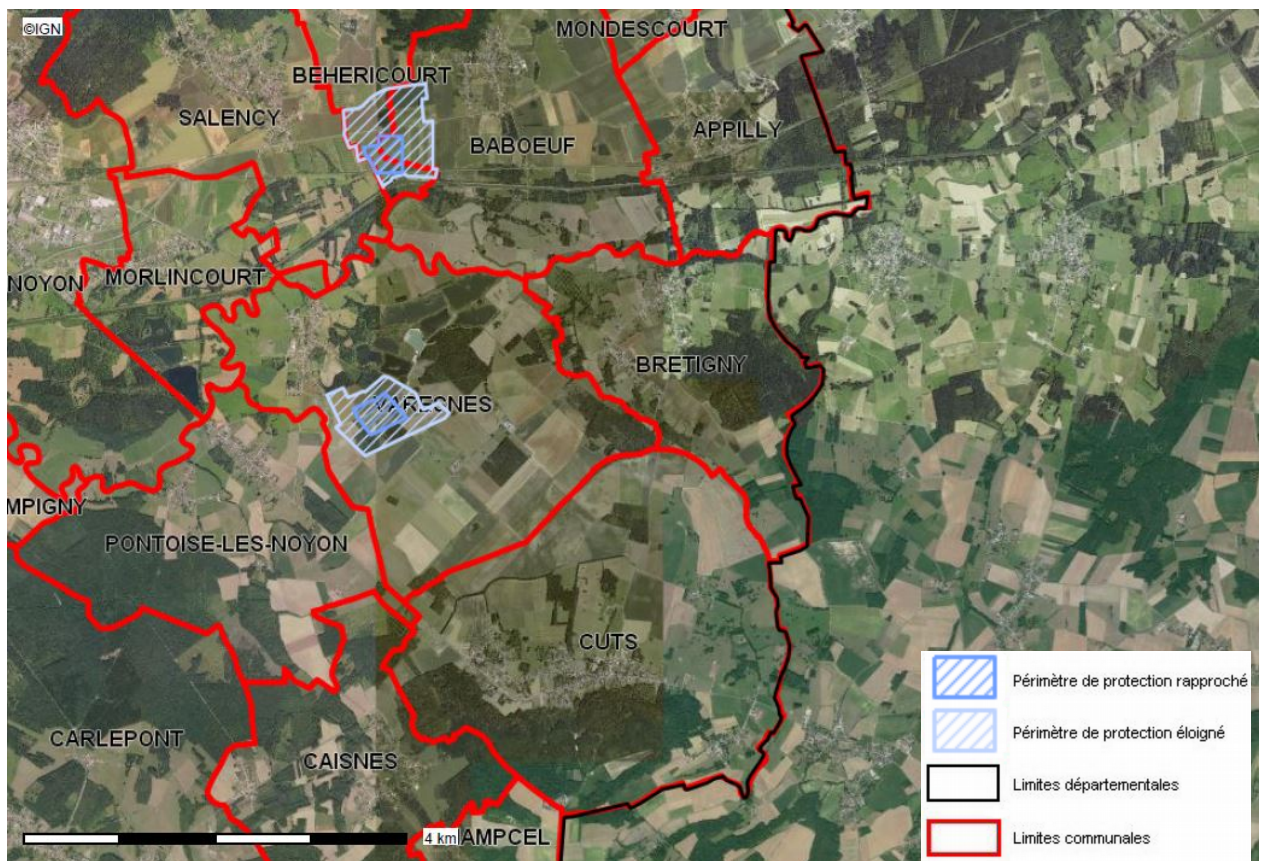 ©IGN
MONDESCOURT
BEHERICOURT
SALENCY
APPILLY
BABOEUF
NOYON
MORLINCOURT
BRETIGNY
VARESNES
MPIGNY
PONTOISE-LES-NOYON
CUTS
CARLEPONT
CAISNES
4 km
AMPCEL
Périmètre de protection rapproché
Périmètre de protection éloigné
Limites départementales
Limites communales